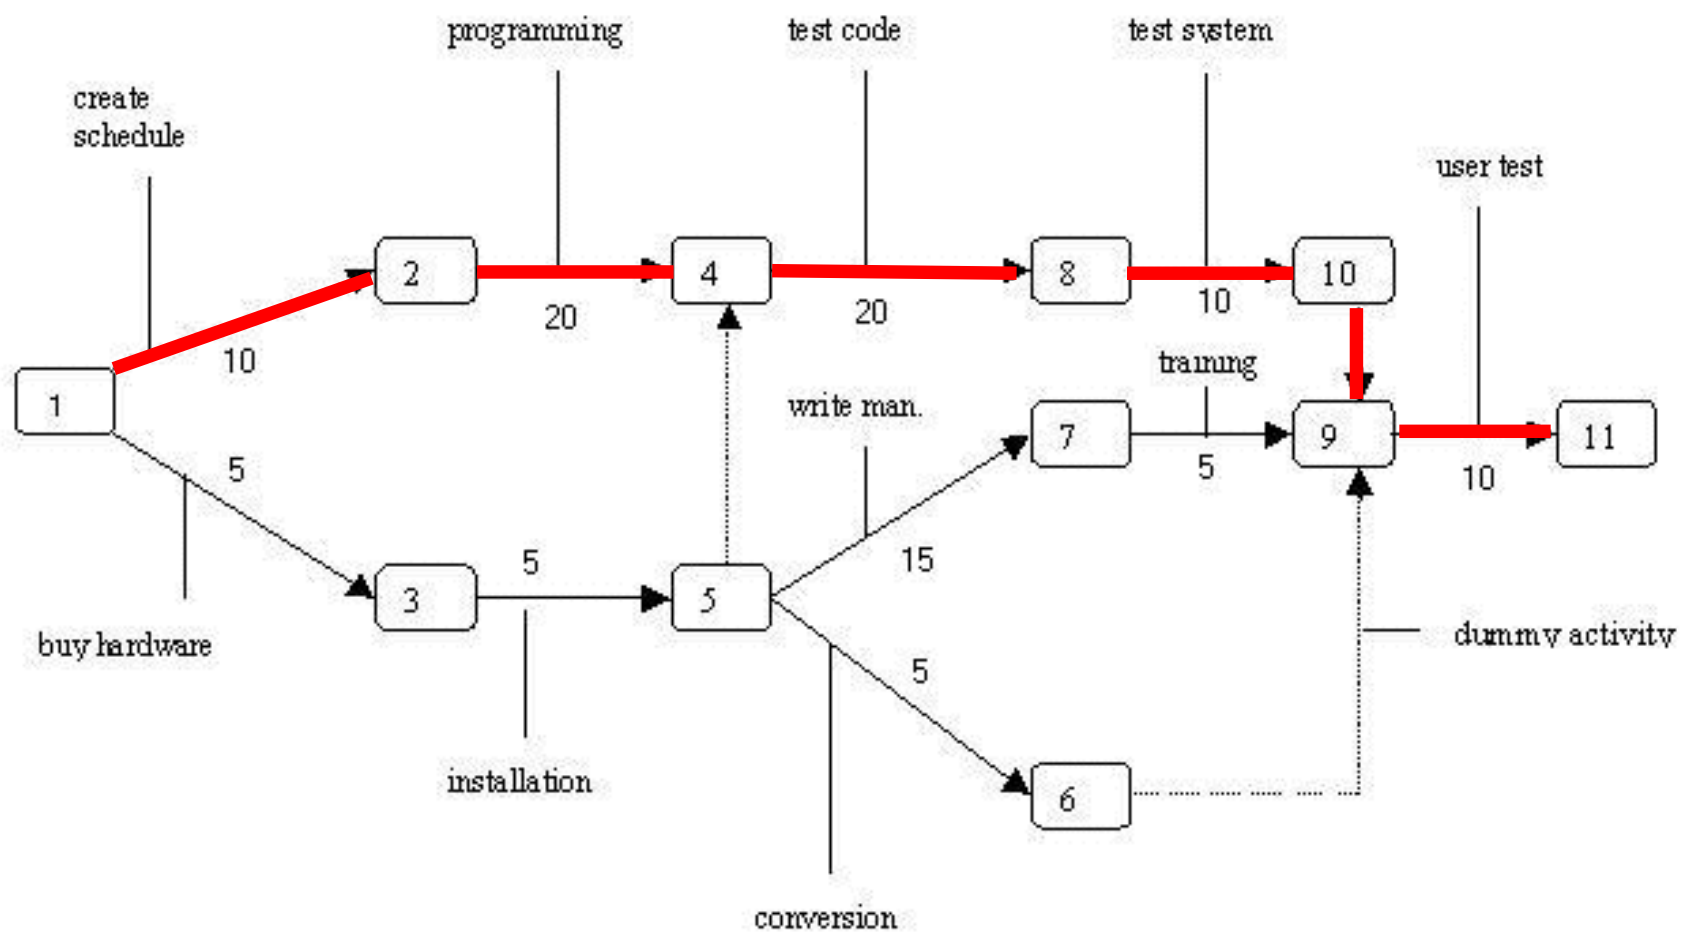 programming
test code
test system
create
schedule
user test
2
4
8
10
20
20
10
10
training
1
write man.
7
9
11
5
5
10
5
15
3
5
buy hardware
5
dummy activity
installation
6
conversion